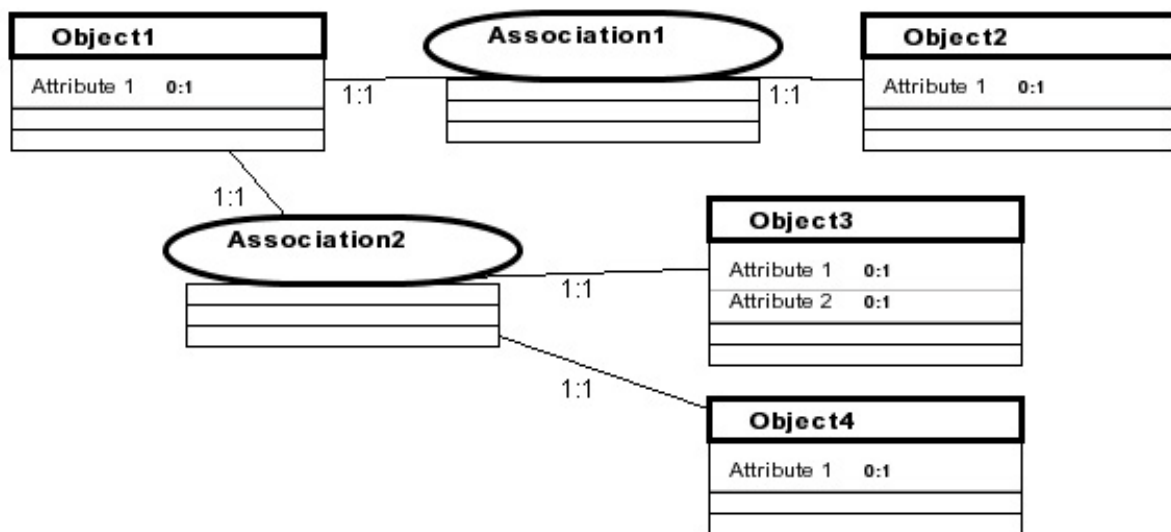 Object1
Association1
Object2
Attribute 1 0:1
1:1
1:1
Attribute 1 0:1
1:1
Association2
Object3
1:1
Attribute 1 0:1
Attribute 2 0:1
1:1
Object4
Attribute 1 0:1